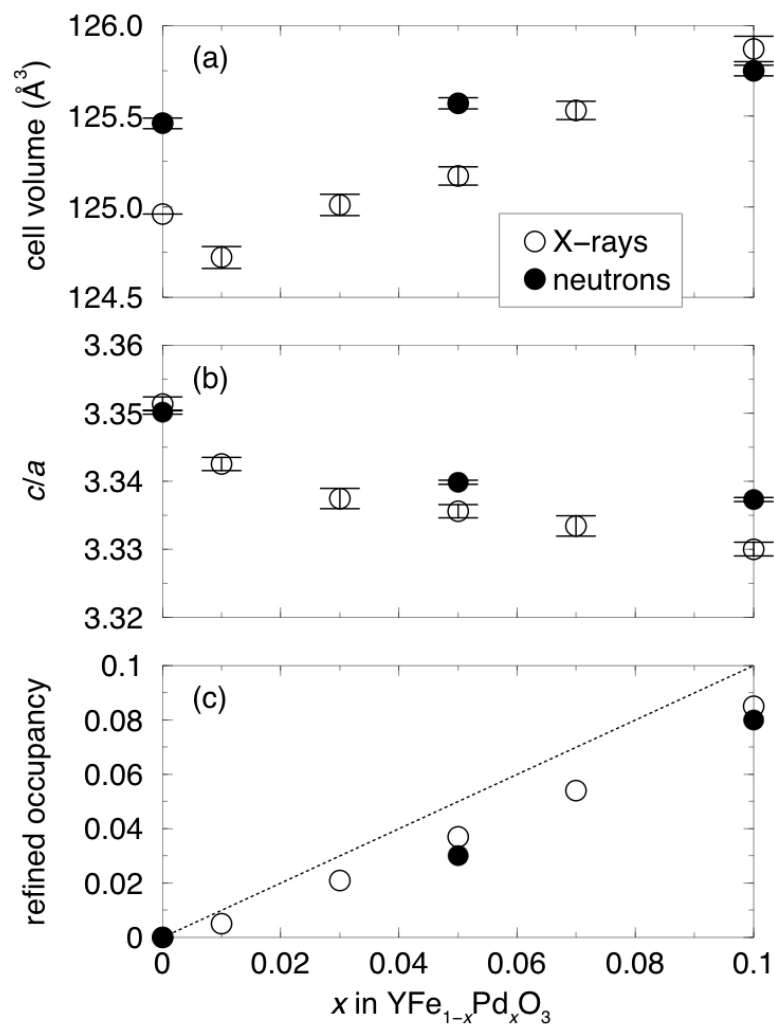 126.0
(a)
125.5
125.0
124.5
cell volume (Å³)
X−rays
neutrons
3.36
(b)
3.35
3.34
3.33
3.32
c/a
0.1
(c)
0.08
0.06
0.04
0.02
0
refined occupancy
0 0.02 0.04 0.06 0.08 0.1
x in YFe₁₋ₓPdₓO₃